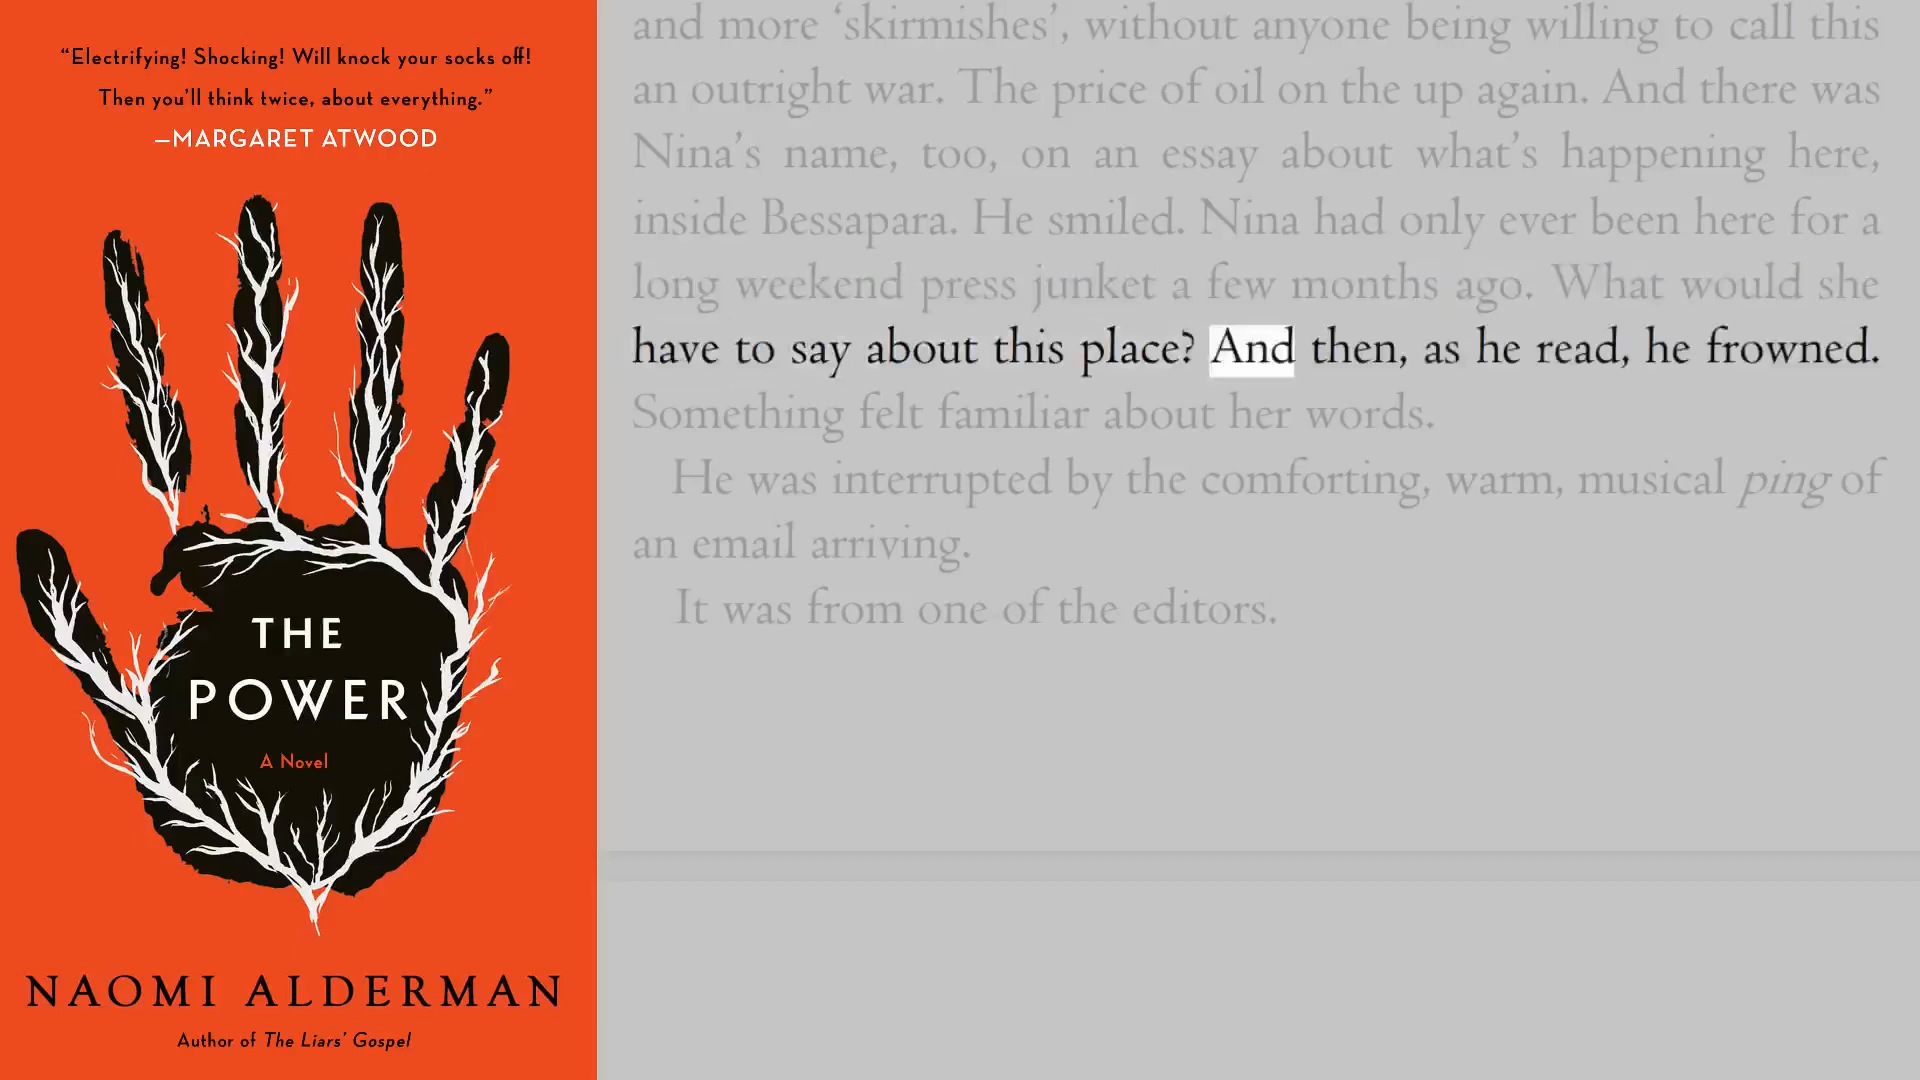 “Electrifying! Shocking! Will knock your socks off!
Then you’ll think twice, about everything.”
—MARGARET ATWOOD
THE
POWER
A Novel
NAOMI ALDERMAN
Author of The Liars’ Gospel
and more ‘skirmishes’, without anyone being willing to call this
an outright war. The price of oil on the up again. And there was
Nina’s name, too, on an essay about what’s happening here,
inside Bessapara. He smiled. Nina had only ever been here for a
long weekend press junket a few months ago. What would she
have to say about this place? And then, as he read, he frowned.
Something felt familiar about her words.
He was interrupted by the comforting, warm, musical ping of
an email arriving.
It was from one of the editors.